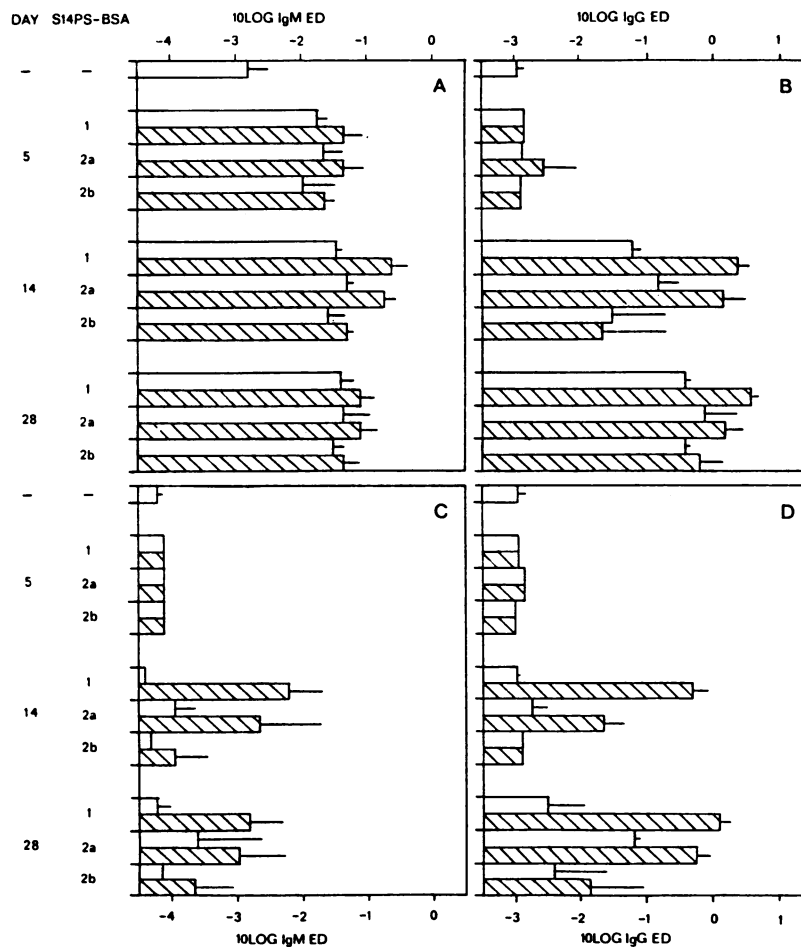 DAY S14PS-BSA 10LOG IgM ED 10LOG IgG ED
-4 -3 -2 -1 0 -3 -2 -1 0 1
— — A B
1
5 2a
2b
1
14 2a
2b
1
28 2a
2b
— — C D
1
5 2a
2b
1
14 2a
2b
1
28 2a
2b
-4 -3 -2 -1 0 -3 -2 -1 0 1
10LOG IgM ED 10LOG IgG ED